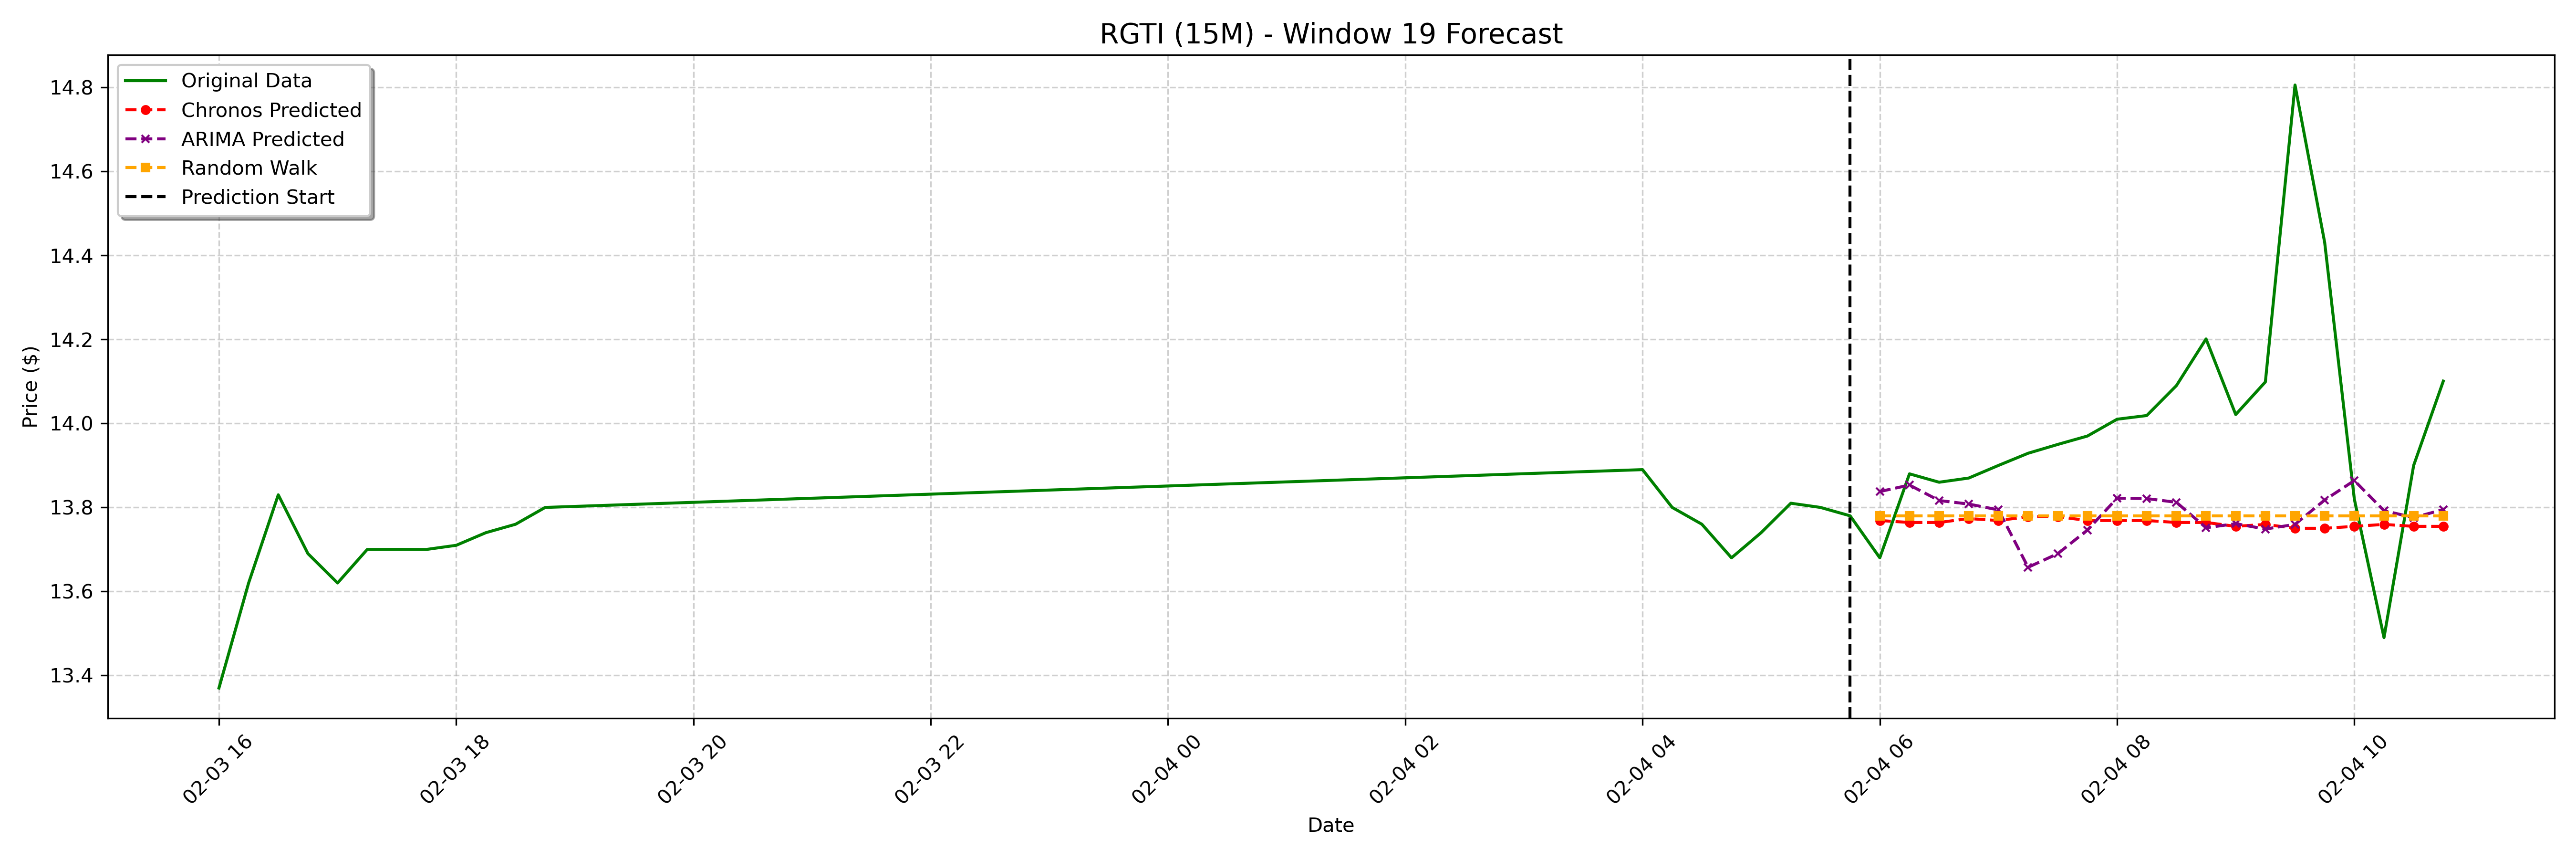 RGTI (15M) - Window 19 Forecast
Original Data
Chronos Predicted
ARIMA Predicted
Random Walk
Prediction Start
Price ($)
14.8
14.6
14.4
14.2
14.0
13.8
13.6
13.4
02-03 16
02-03 18
02-03 20
02-03 22
02-04 00
02-04 02
02-04 04
02-04 06
02-04 08
02-04 10
Date